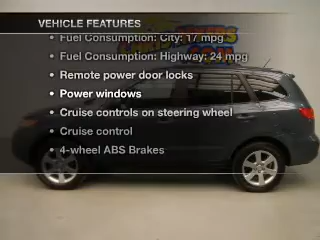 VEHICLE FEATURES
• Fuel Consumption: City: 17 mpg
• Fuel Consumption: Highway: 24 mpg
• Remote power door locks
• Power windows
• Cruise controls on steering wheel
• Cruise control
• 4-wheel ABS Brakes